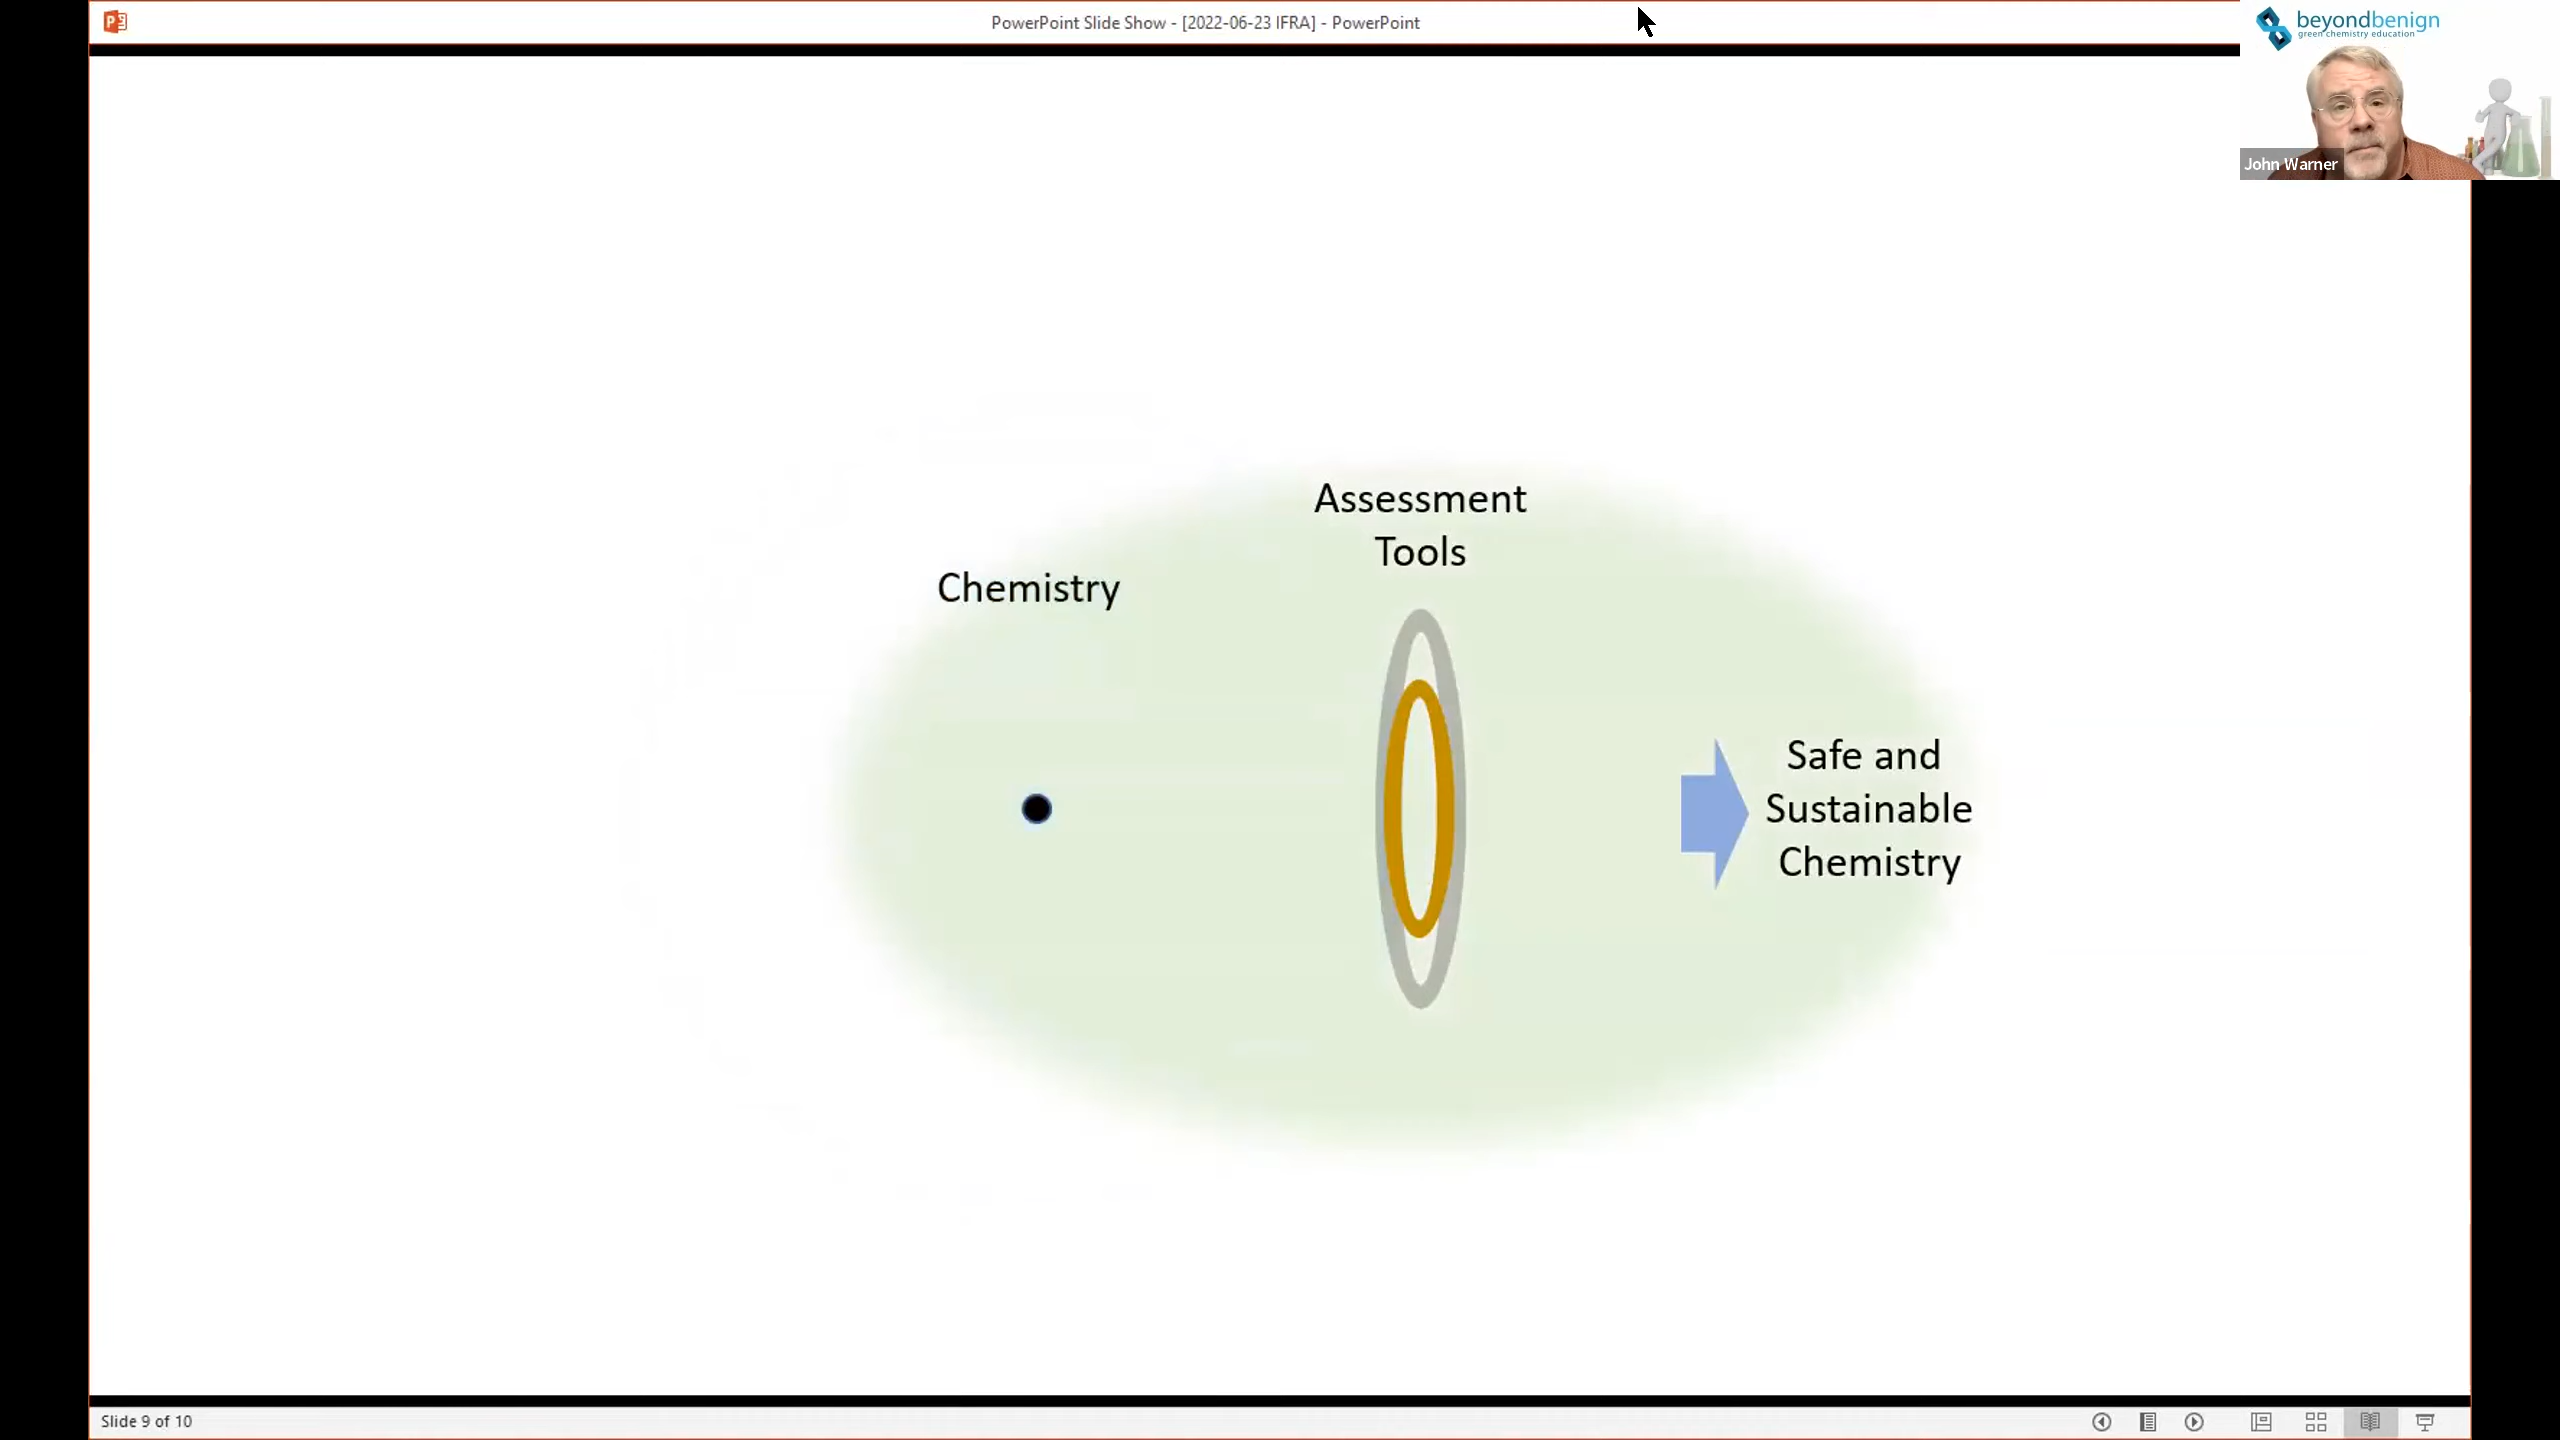 PowerPoint Slide Show - [2022-06-23 IFRA] - PowerPoint
beyondbenign
green chemistry education
John Warner
Assessment
Tools
Chemistry
Safe and
Sustainable
Chemistry
Slide 9 of 10